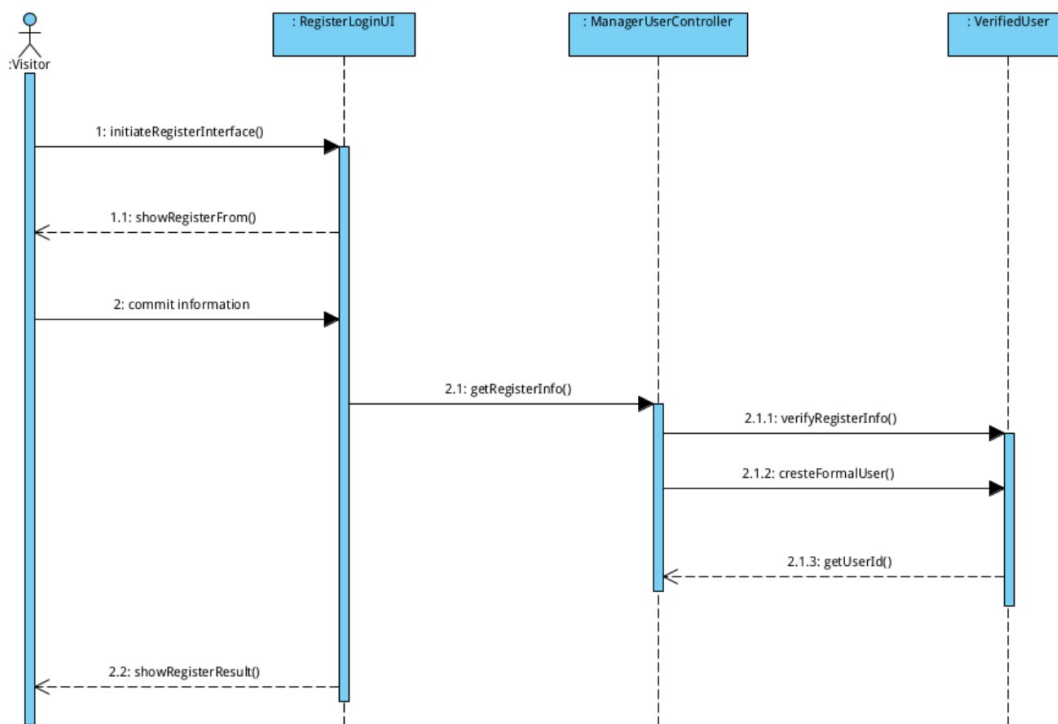 : RegisterLoginUI
: ManagerUserController
: VerifiedUser
:Visitor
1: initiateRegisterInterface()
1.1: showRegisterFrom()
2: commit information
2.1: getRegisterInfo()
2.1.1: verifyRegisterInfo()
2.1.2: cresteFormalUser()
2.1.3: getUserId()
2.2: showRegisterResult()